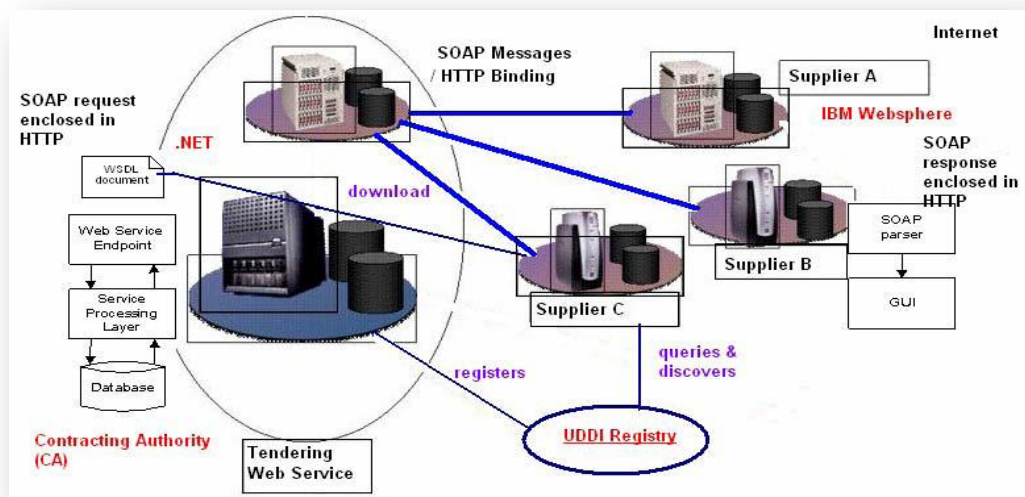 SOAP Messages
/ HTTP Binding
Internet
Supplier A
IBM Websphere
SOAP request
enclosed in
HTTP
.NET
SOAP
response
enclosed in
HTTP
WSDL
document
download
Web Service
Endpoint
SOAP
parser
Supplier B
Service
Processing
Layer
Supplier C
GUI
queries &
discovers
registers
Database
Contracting Authority
(CA)
UDDI Registry
Tendering
Web Service